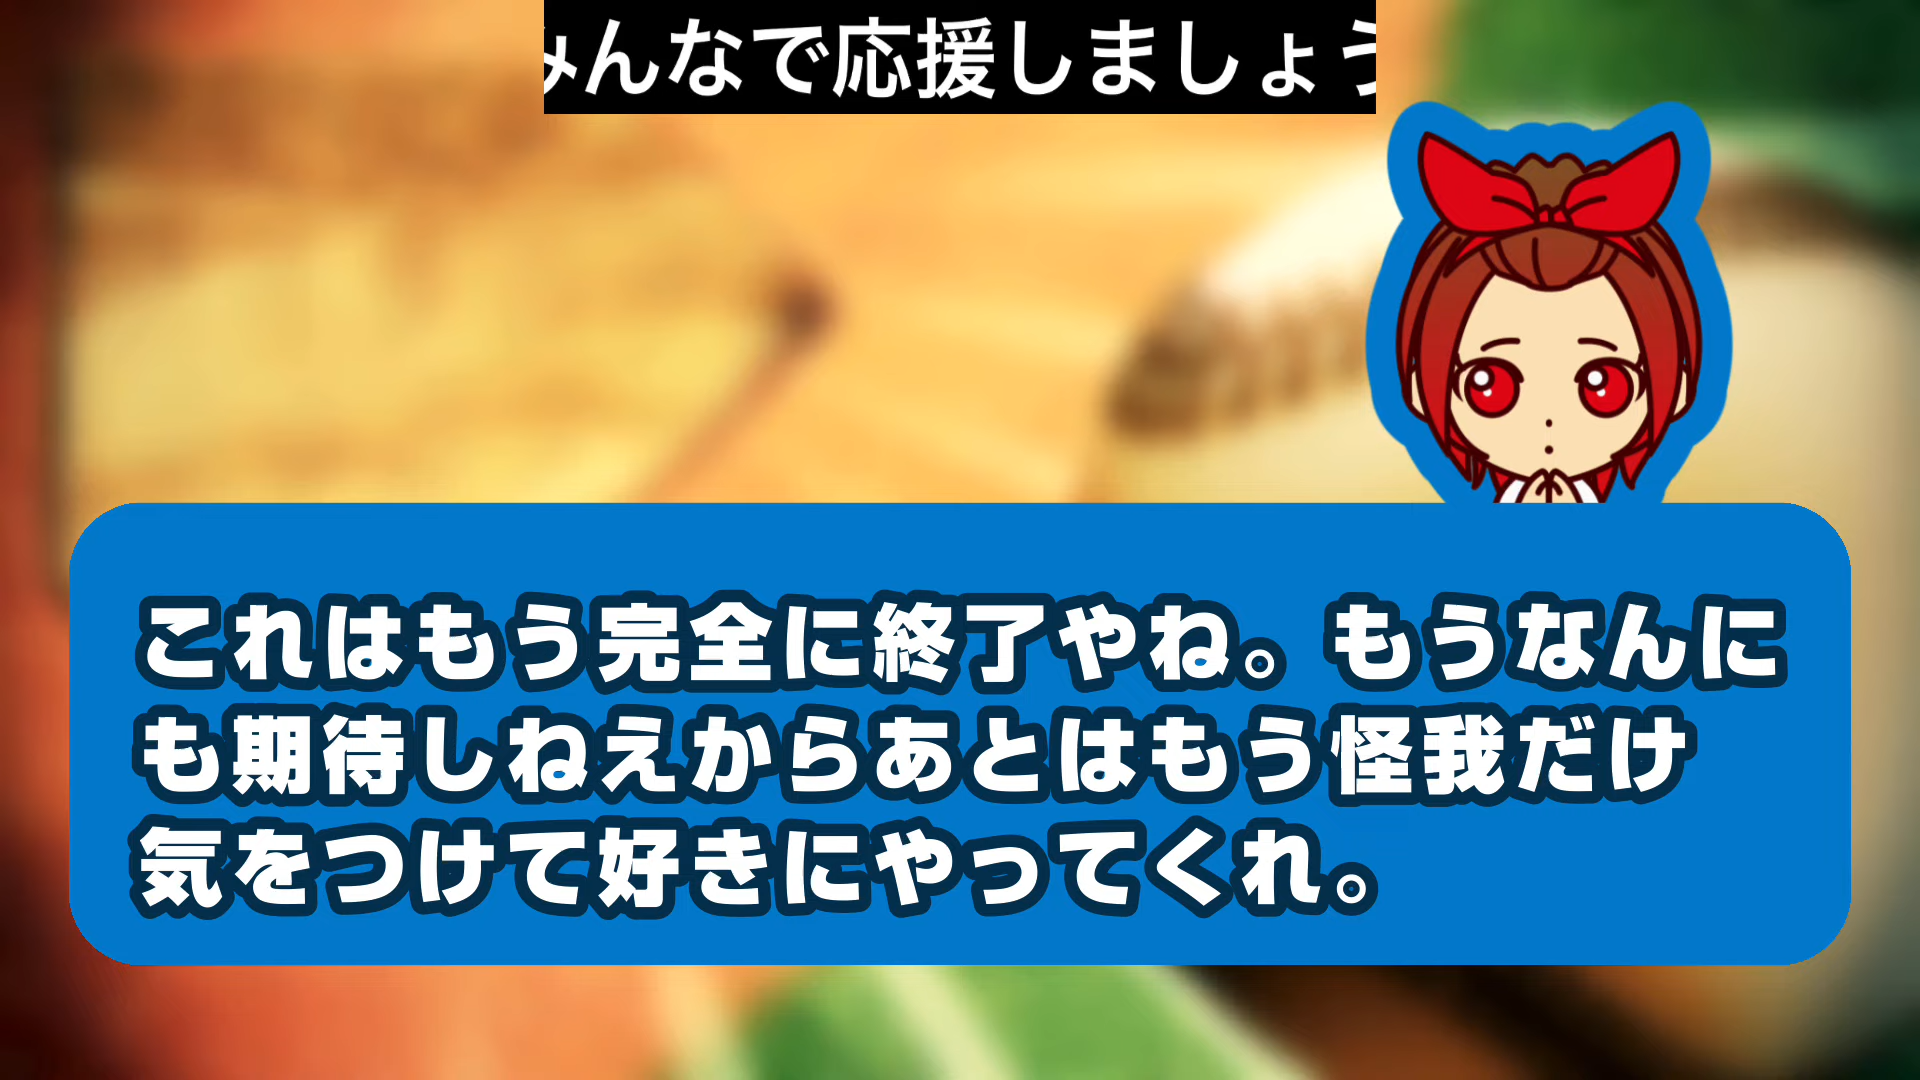 みんなで応援しましょう
これはもう完全に終了やね。もうなんに
も期待しねえからあとはもう怪我だけ
気をつけて好きにやってくれ。